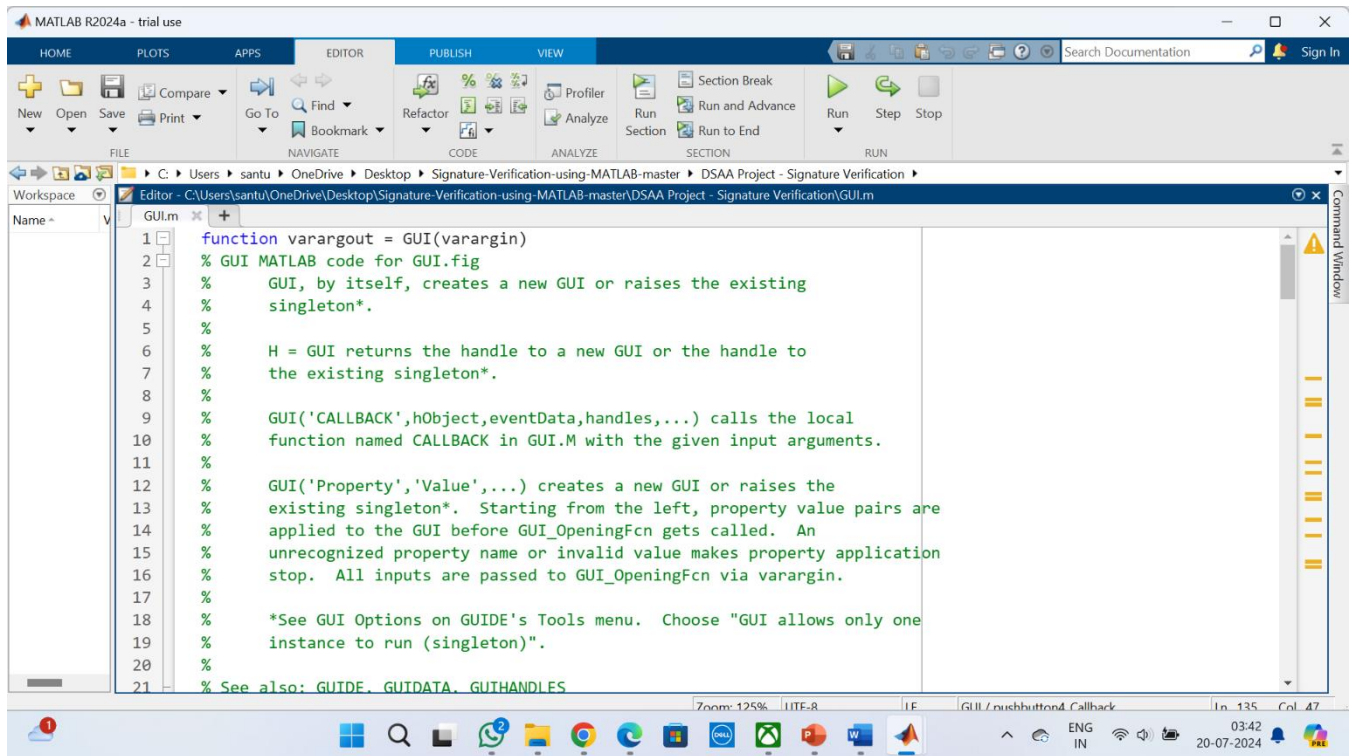 MATLAB R2024a - trial use
HOME PLOTS APPS EDITOR PUBLISH VIEW Search Documentation Sign In
New Open Save Compare Print Go To Find Bookmark Refactor Profiler Analyze Run Section Section Break Run and Advance Run to End Run Step Stop
FILE NAVIGATE CODE ANALYZE SECTION RUN
C: Users santu OneDrive Desktop Signature-Verification-using-MATLAB-master DSAA Project - Signature Verification
Workspace Editor - C:\Users\santu\OneDrive\Desktop\Signature-Verification-using-MATLAB-master\DSAA Project - Signature Verification\GUI.m
Name V GUI.m +
Command Window
1 function varargout = GUI(varargin)
2 % GUI MATLAB code for GUI.fig
3 % GUI, by itself, creates a new GUI or raises the existing
4 % singleton*.
5 %
6 % H = GUI returns the handle to a new GUI or the handle to
7 % the existing singleton*.
8 %
9 % GUI('CALLBACK',hObject,eventData,handles,...) calls the local
10 % function named CALLBACK in GUI.M with the given input arguments.
11 %
12 % GUI('Property','Value',...) creates a new GUI or raises the
13 % existing singleton*. Starting from the left, property value pairs are
14 % applied to the GUI before GUI_OpeningFcn gets called. An
15 % unrecognized property name or invalid value makes property application
16 % stop. All inputs are passed to GUI_OpeningFcn via varargin.
17 %
18 % *See GUI Options on GUIDE's Tools menu. Choose "GUI allows only one
19 % instance to run (singleton)".
20 %
21 % See also: GUIDE, GUIDATA, GUIHANDLES
Zoom: 125% UTF-8 LF GUI / pushbutton4_Callback Ln 135 Col 47
1 2 DELL ENG IN 03:42 20-07-2024 PRE